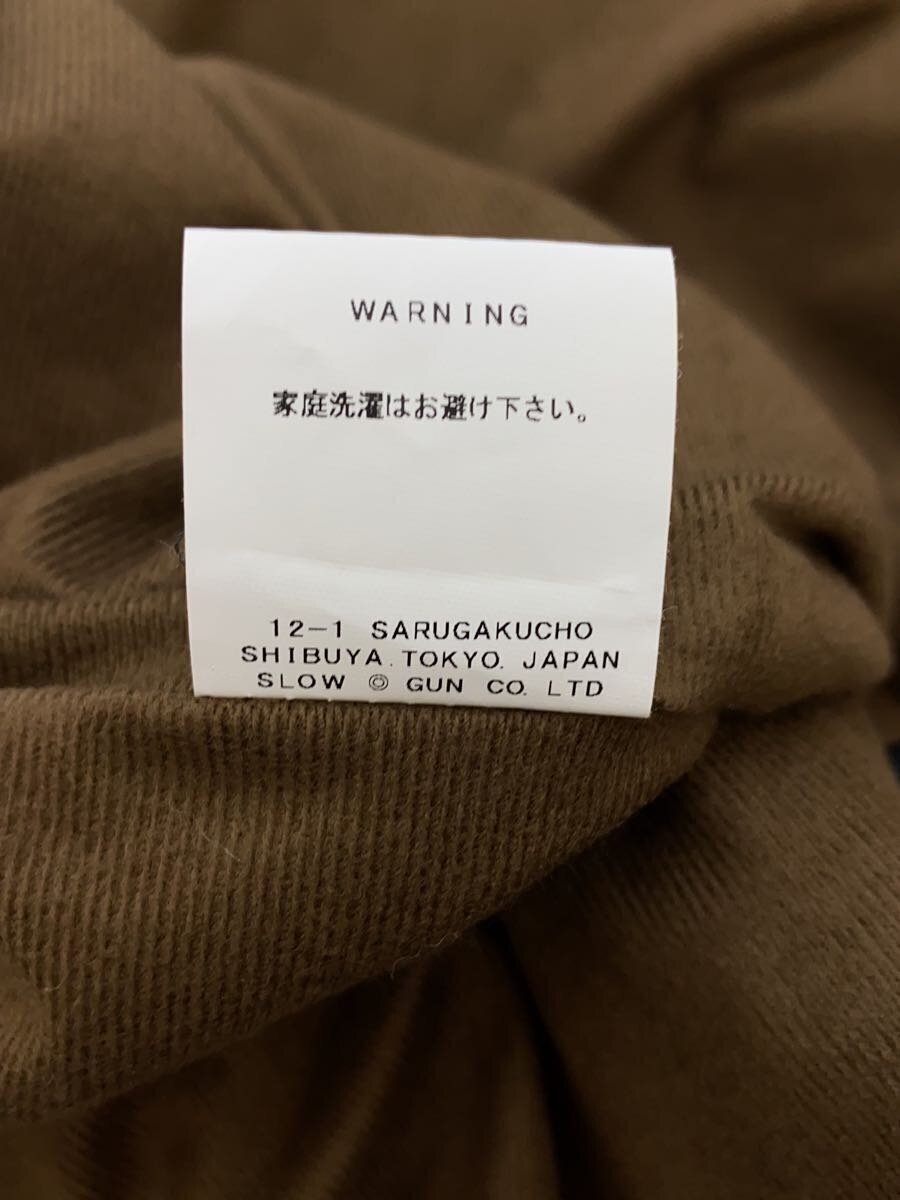 WARNING
家庭洗濯はお避け下さい。
12-1 SARUGAKUCHO
SHIBUYA. TOKYO. JAPAN
SLOW © GUN CO. LTD